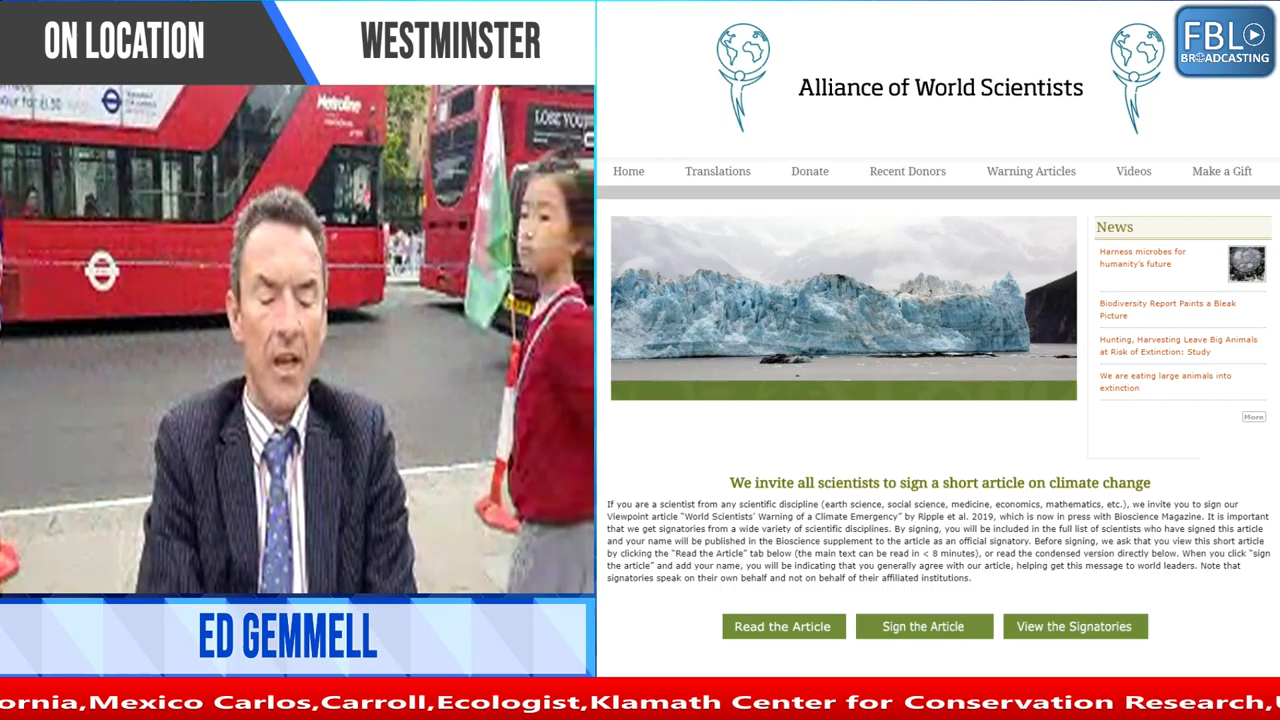 ON LOCATION
WESTMINSTER
FBL
BROADCASTING
Metroline
LOSE YOU
Alliance of World Scientists
Home
Translations
Donate
Recent Donors
Warning Articles
Videos
Make a Gift
News
Harness microbes for
humanity's future
Biodiversity Report Paints a Bleak
Picture
Hunting, Harvesting Leave Big Animals
at Risk of Extinction: Study
We are eating large animals into
extinction
More
We invite all scientists to sign a short article on climate change
If you are a scientist from any scientific discipline (earth science, social science, medicine, economics, mathematics, etc.), we invite you to sign our
Viewpoint article "World Scientists' Warning of a Climate Emergency" by Ripple et al. 2019, which is now in press with Bioscience Magazine. It is important
that we get signatories from a wide variety of scientific disciplines. By signing, you will be included in the full list of scientists who have signed this article
and your name will be published in the Bioscience supplement to the article as an official signatory. Before signing, we ask that you view this short article
by clicking the "Read the Article" tab below (the main text can be read in < 8 minutes), or read the condensed version directly below. When you click "sign
the article" and add your name, you will be indicating that you generally agree with our article, helping get this message to world leaders. Note that
signatories speak on their own behalf and not on behalf of their affiliated institutions.
Read the Article
Sign the Article
View the Signatories
ED GEMMELL
ornia,Mexico Carlos,Carroll,Ecologist,Klamath Center for Conservation Research,